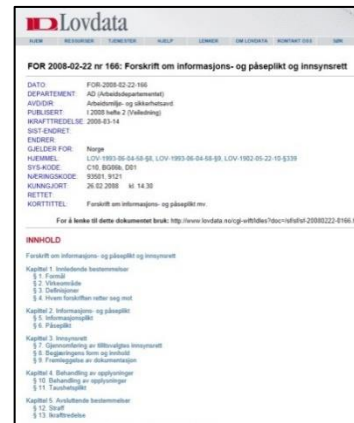 Lovdata
HJEM RESSURSER TJENESTER HJELP LENKER OM LOVDATA KONTAKT OSS SØK
FOR 2008-02-22 nr 166: Forskrift om informasjons- og påseplikt og innsynsrett
DATO: FOR-2008-02-22-166
DEPARTEMENT: AD (Arbeidsdepartementet)
AVD/DIR: Arbeidsmiljø- og sikkerhetsavd.
PUBLISERT: I 2008 hefte 2 (Veiledning)
IKRAFTTREDELSE: 2008-03-14
SIST-ENDRET:
ENDRER:
GJELDER FOR: Norge
HJEMMEL: LOV-1993-06-04-58-§8, LOV-1993-06-04-58-§9, LOV-1982-05-22-10-§339
SYS-KODE: C10, BG06b, D01
NÆRINGSKODE: 93501, 9121
KUNNGJORT: 26.02.2008 kl. 14.30
RETTET:
KORTTITTEL: Forskrift om informasjons- og påseplikt mv.
For å lenke til dette dokumentet bruk: http://www.lovdata.no/cgi-wift/ldles?doc=/sf/sf/sf-20080222-0166.
INNHOLD
Forskrift om informasjons- og påseplikt og innsynsrett
Kapittel 1. Innledende bestemmelser
§ 1. Formål
§ 2. Virkeområde
§ 3. Definisjoner
§ 4. Hvem forskriften retter seg mot
Kapittel 2. Informasjons- og påseplikt
§ 5. Informasjonsplikt
§ 6. Påseplikt
Kapittel 3. Innsynsrett
§ 7. Gjennomføring av tillitsvalgtes innsynsrett
§ 8. Begjæringens form og innhold
§ 9. Fremleggelse av dokumentasjon
Kapittel 4. Behandling av opplysninger
§ 10. Behandling av opplysninger
§ 11. Taushetsplikt
Kapittel 5. Avsluttende bestemmelser
§ 12. Straff
§ 13. Ikrafttredelse